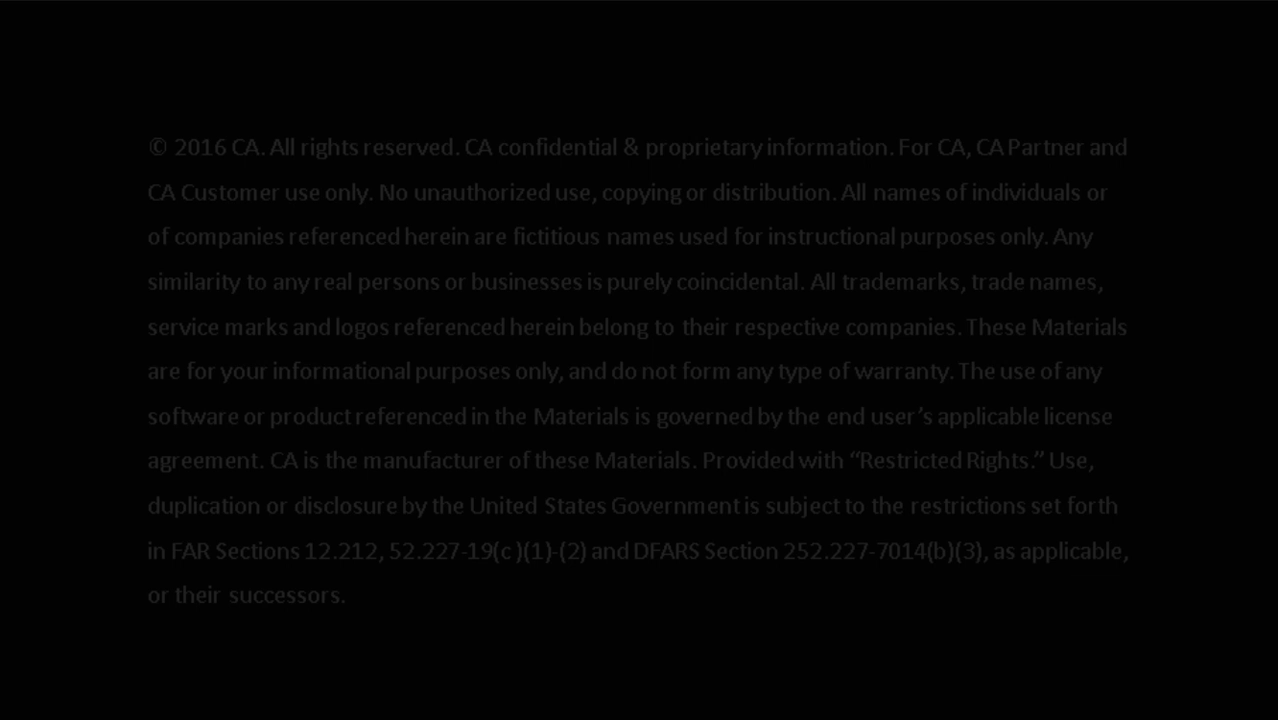 © 2016 CA. All rights reserved. CA confidential & proprietary information. For CA, CA Partner and
CA Customer use only. No unauthorized use, copying or distribution. All names of individuals or
of companies referenced herein are fictitious names used for instructional purposes only. Any
similarity to any real persons or businesses is purely coincidental. All trademarks, trade names,
service marks and logos referenced herein belong to their respective companies. These Materials
are for your informational purposes only, and do not form any type of warranty. The use of any
software or product referenced in the Materials is governed by the end user’s applicable license
agreement. CA is the manufacturer of these Materials. Provided with “Restricted Rights.” Use,
duplication or disclosure by the United States Government is subject to the restrictions set forth
in FAR Sections 12.212, 52.227-19(c )(1)-(2) and DFARS Section 252.227-7014(b)(3), as applicable,
or their successors.